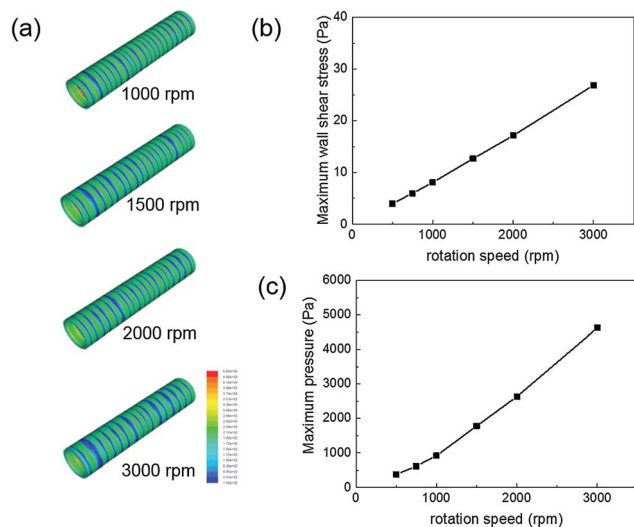 (a)
1000 rpm
1500 rpm
2000 rpm
3000 rpm
(b)
Maximum wall shear stress (Pa)
40
30
20
10
0
0 1000 2000 3000
rotation speed (rpm)
(c)
Maximum pressure (Pa)
6000
5000
4000
3000
2000
1000
0
0 1000 2000 3000
rotation speed (rpm)